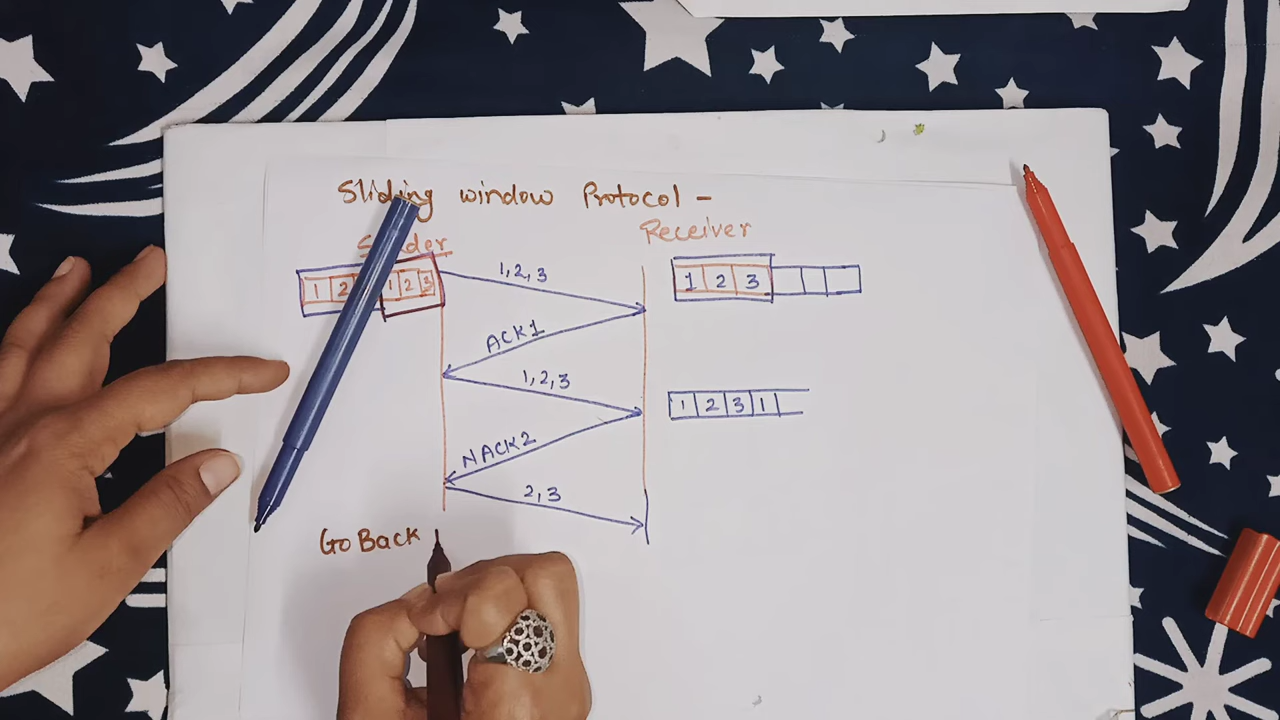 Sliding window Protocol -
Receiver
1 2 1 2 3
1,2,3
1 2 3
ACK1
1,2,3
1 2 3 1
NACK2
2,3
Go Back